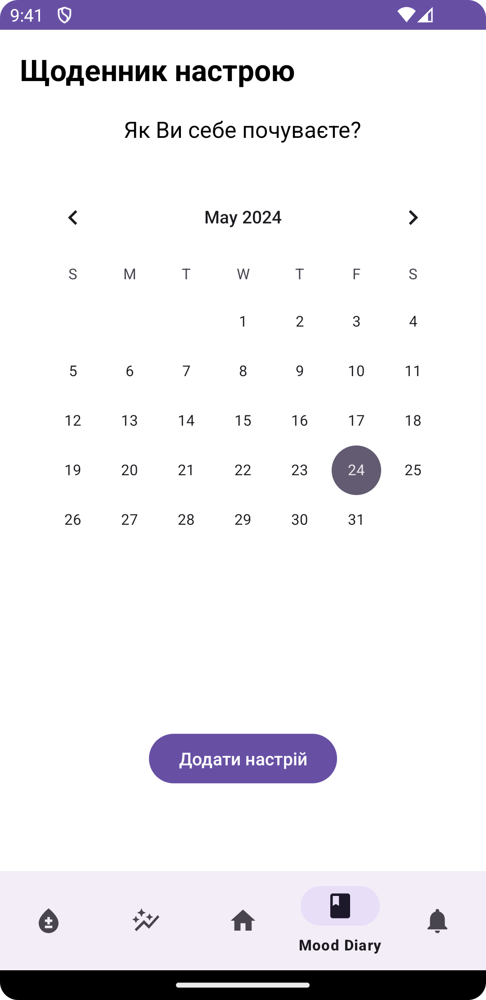 9:41
Щоденник настрою
Як Ви себе почуваєте?
May 2024
S M T W T F S
1 2 3 4
5 6 7 8 9 10 11
12 13 14 15 16 17 18
19 20 21 22 23 24 25
26 27 28 29 30 31
Додати настрій
Mood Diary